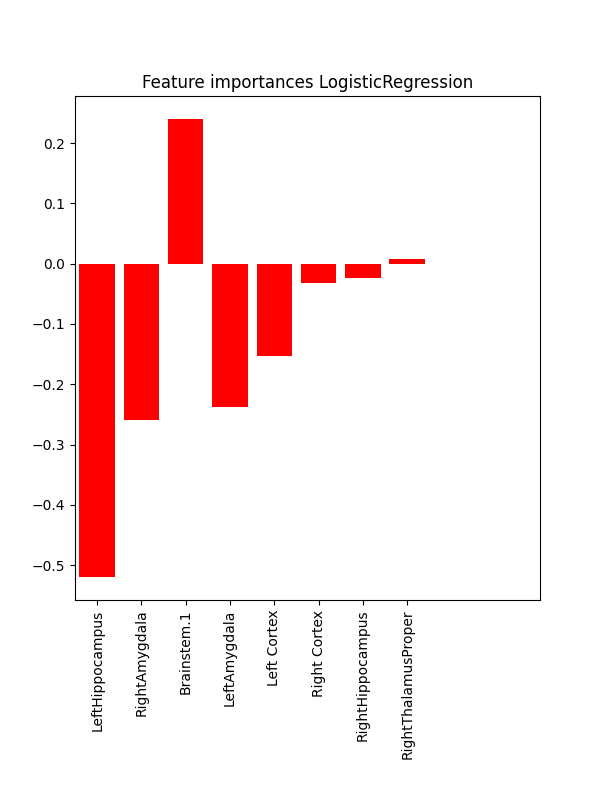 Feature importances LogisticRegression
0.2
0.1
0.0
−0.1
−0.2
−0.3
−0.4
−0.5
LeftHippocampus
RightAmygdala
Brainstem.1
LeftAmygdala
Left Cortex
Right Cortex
RightHippocampus
RightThalamusProper